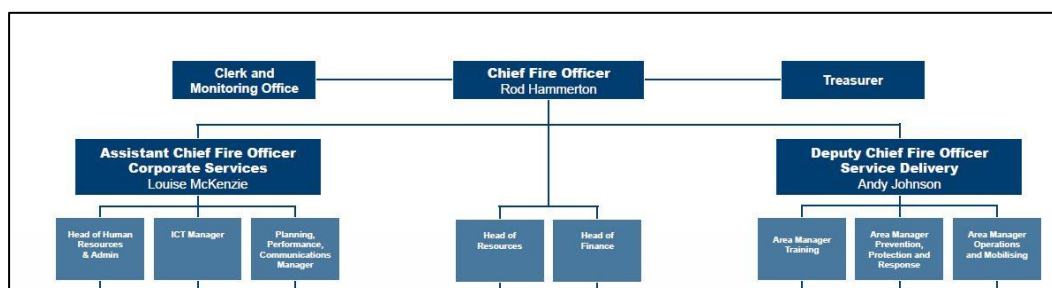 Clerk and
Monitoring Office
Chief Fire Officer
Rod Hammerton
Treasurer
Assistant Chief Fire Officer
Corporate Services
Louise McKenzie
Deputy Chief Fire Officer
Service Delivery
Andy Johnson
Head of Human
Resources
& Admin
ICT Manager
Planning,
Performance,
Communications
Manager
Head of
Resources
Head of
Finance
Area Manager
Training
Area Manager
Prevention,
Protection and
Response
Area Manager
Operations
and Mobilising